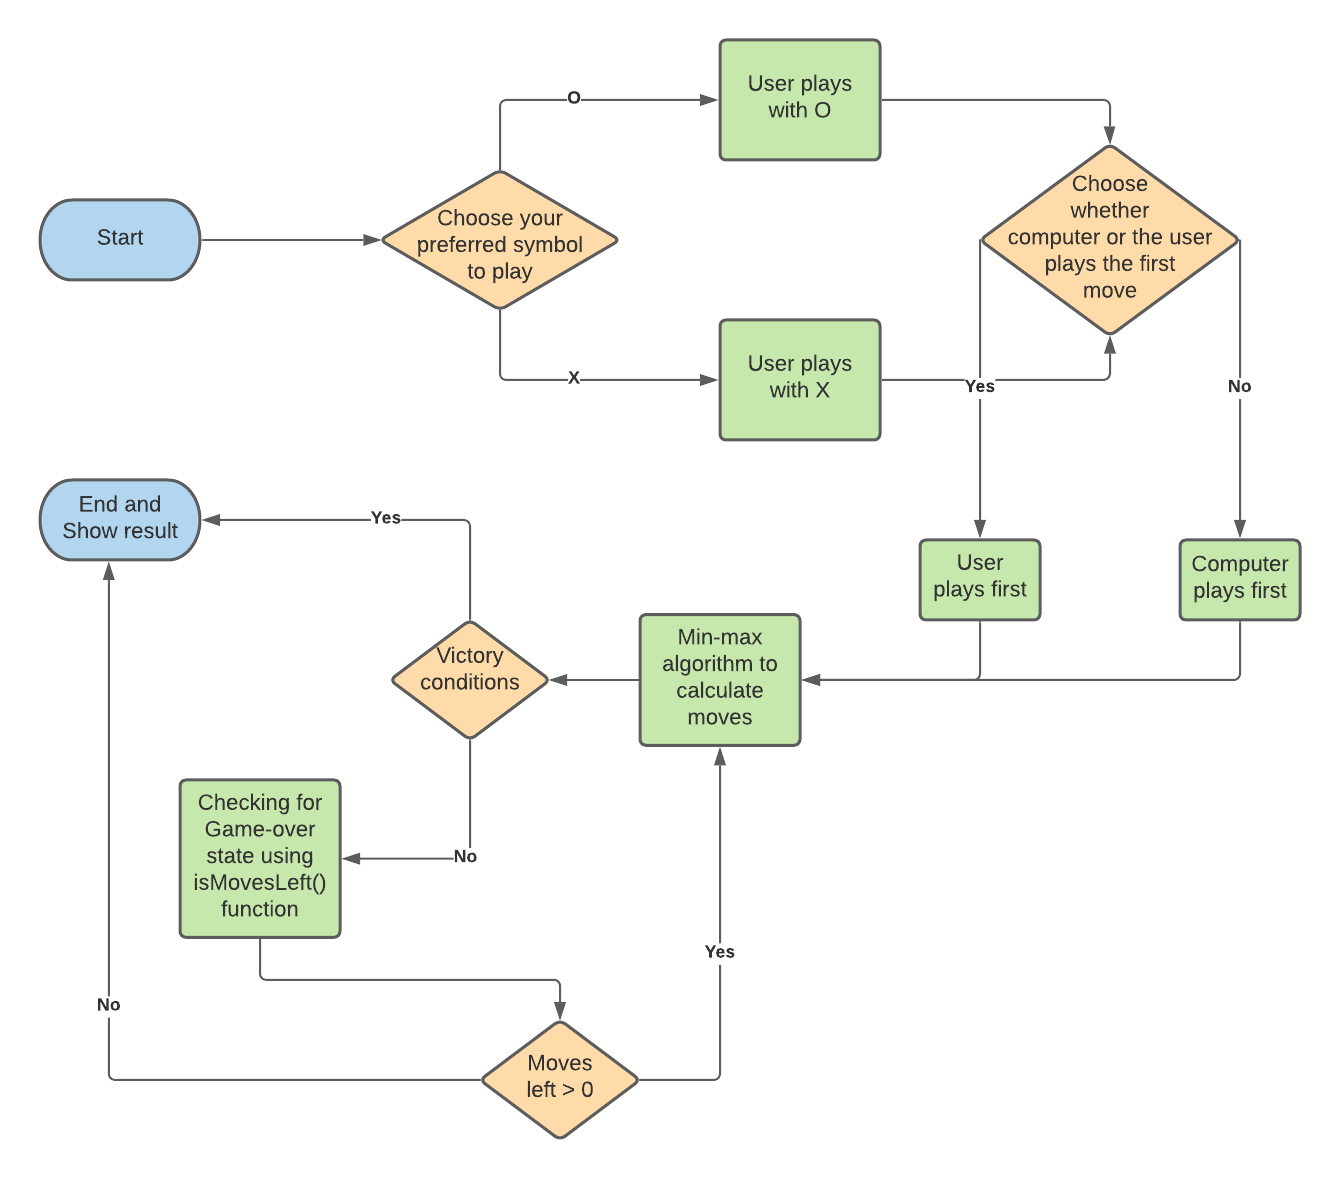 O
User plays
with O
Start
Choose your
preferred symbol
to play
Choose
whether
computer or the user
plays the first
move
X
User plays
with X
Yes
No
End and
Show result
Yes
User
plays first
Computer
plays first
Victory
conditions
Min-max
algorithm to
calculate
moves
Checking for
Game-over
state using
isMovesLeft()
function
No
Yes
No
Moves
left > 0